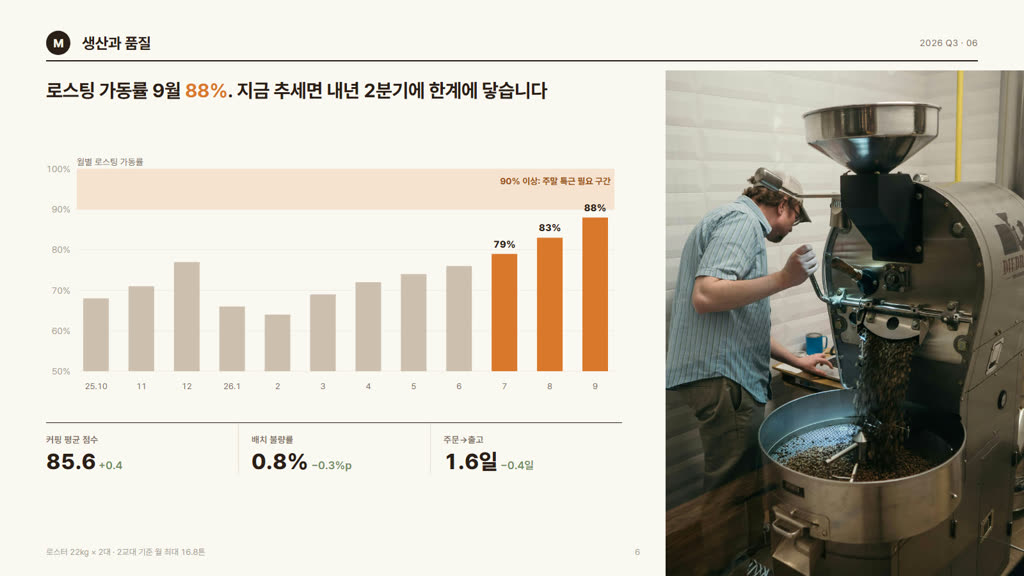 M 생산과 품질
2026 Q3 · 06
로스팅 가동률 9월 88%. 지금 추세면 내년 2분기에 한계에 닿습니다
월별 로스팅 가동률
100%
90% 이상: 주말 특근 필요 구간
90%
80%
70%
60%
50%
79%
83%
88%
25.10 11 12 26.1 2 3 4 5 6 7 8 9
커핑 평균 점수
85.6 +0.4
배치 불량률
0.8% −0.3%p
주문→출고
1.6일 −0.4일
로스터 22kg × 2대 · 2교대 기준 월 최대 16.8톤
6